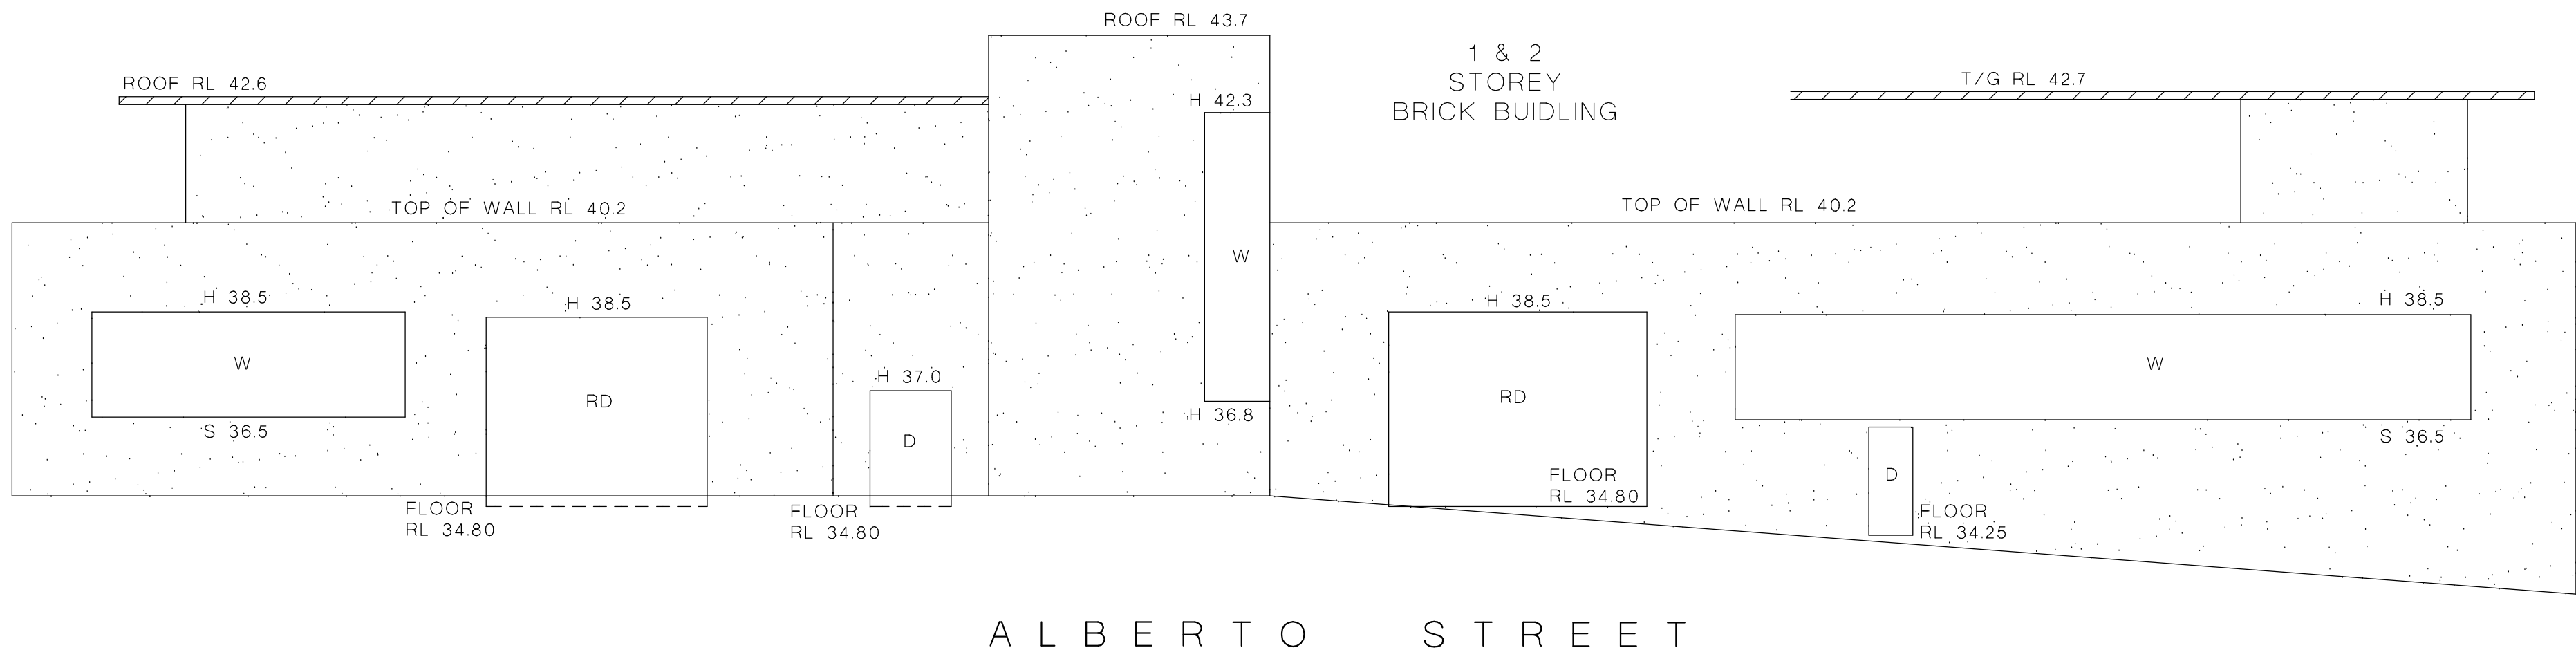 ROOF RL 43.7
1 & 2
STOREY
BRICK BUIDLING
ROOF RL 42.6
T/G RL 42.7
H 42.3
TOP OF WALL RL 40.2
TOP OF WALL RL 40.2
W
H 38.5
H 38.5
H 38.5
H 38.5
W
RD
H 37.0
D
H 36.8
RD
W
S 36.5
S 36.5
FLOOR
RL 34.80
FLOOR
RL 34.80
FLOOR
RL 34.80
D
FLOOR
RL 34.25
ALBERTO STREET